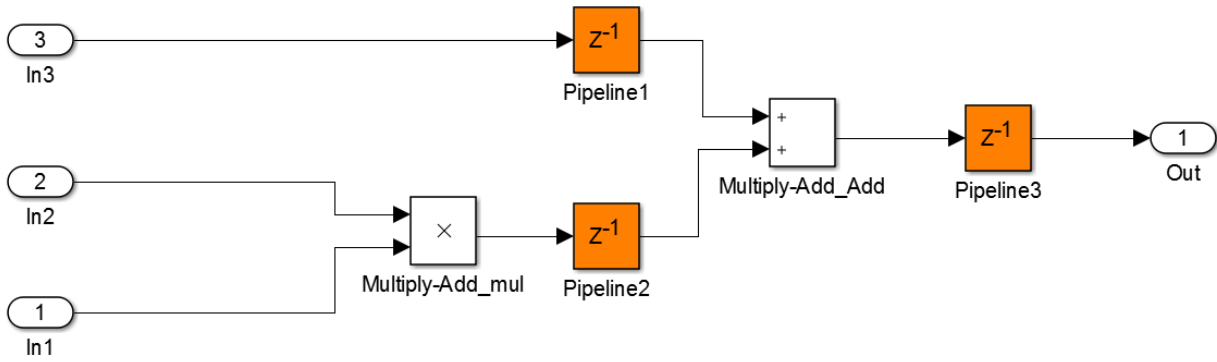 3
In3
Z-1
Pipeline1
+
+
Multiply-Add_Add
Z-1
Pipeline3
1
Out
2
In2
×
Multiply-Add_mul
Z-1
Pipeline2
1
In1